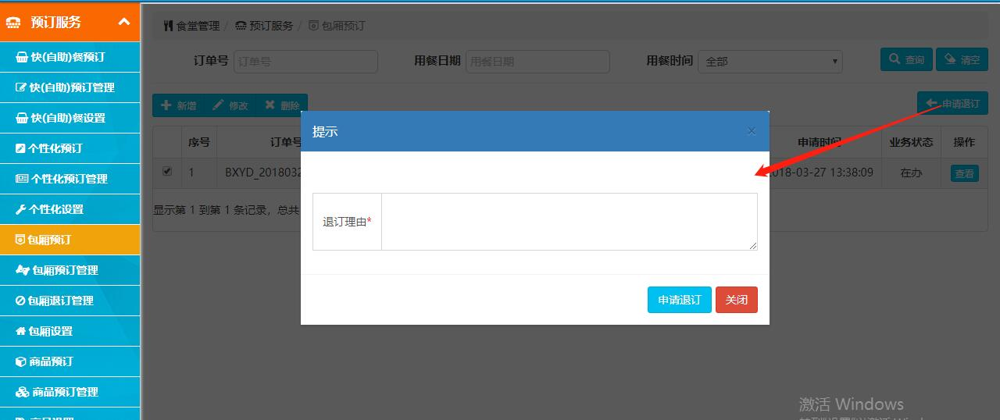 预订服务
快(自助)餐预订
快(自助)预订管理
快(自助)餐设置
个性化预订
个性化预订管理
个性化设置
包厢预订
包厢预订管理
包厢退订管理
包厢设置
商品预订
商品预订管理
食堂管理 / 预订服务 / 包厢预订
订单号 订单号 用餐日期 用餐日期 用餐时间 全部 查询 清空
新增 修改 删除 申请退订
序号 订单号 申请时间 业务状态 操作
1 BXYD_2018032 018-03-27 13:38:09 在办 查看
显示第 1 到第 1 条记录，总共
提示 ×
退订理由*
申请退订 关闭
激活 Windows